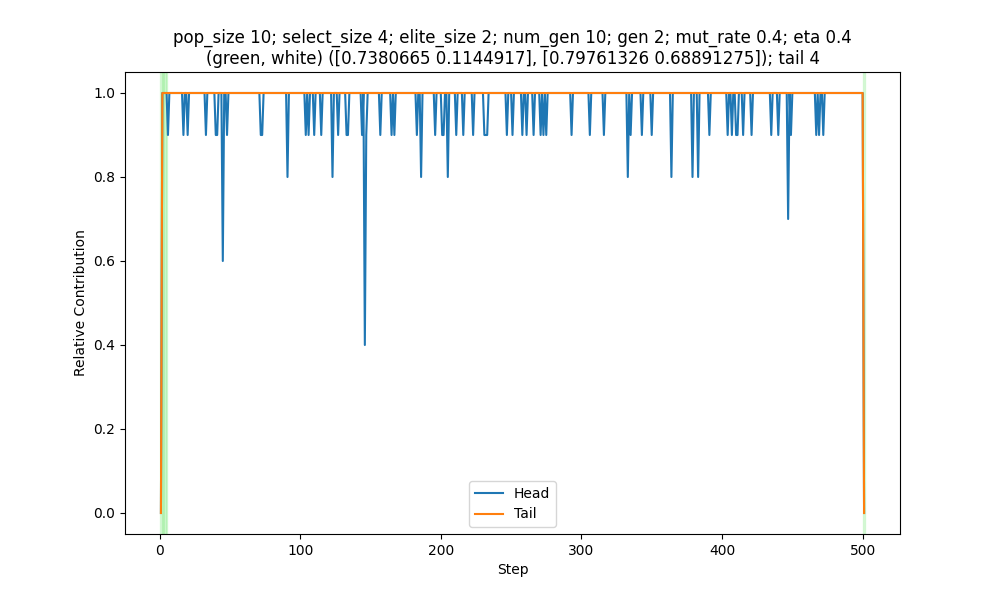 pop_size 10; select_size 4; elite_size 2; num_gen 10; gen 2; mut_rate 0.4; eta 0.4
(green, white) ([0.7380665 0.1144917], [0.79761326 0.68891275]); tail 4
1.0
0.8
0.6
0.4
0.2
0.0
Relative Contribution
Head
Tail
0
100
200
300
400
500
Step